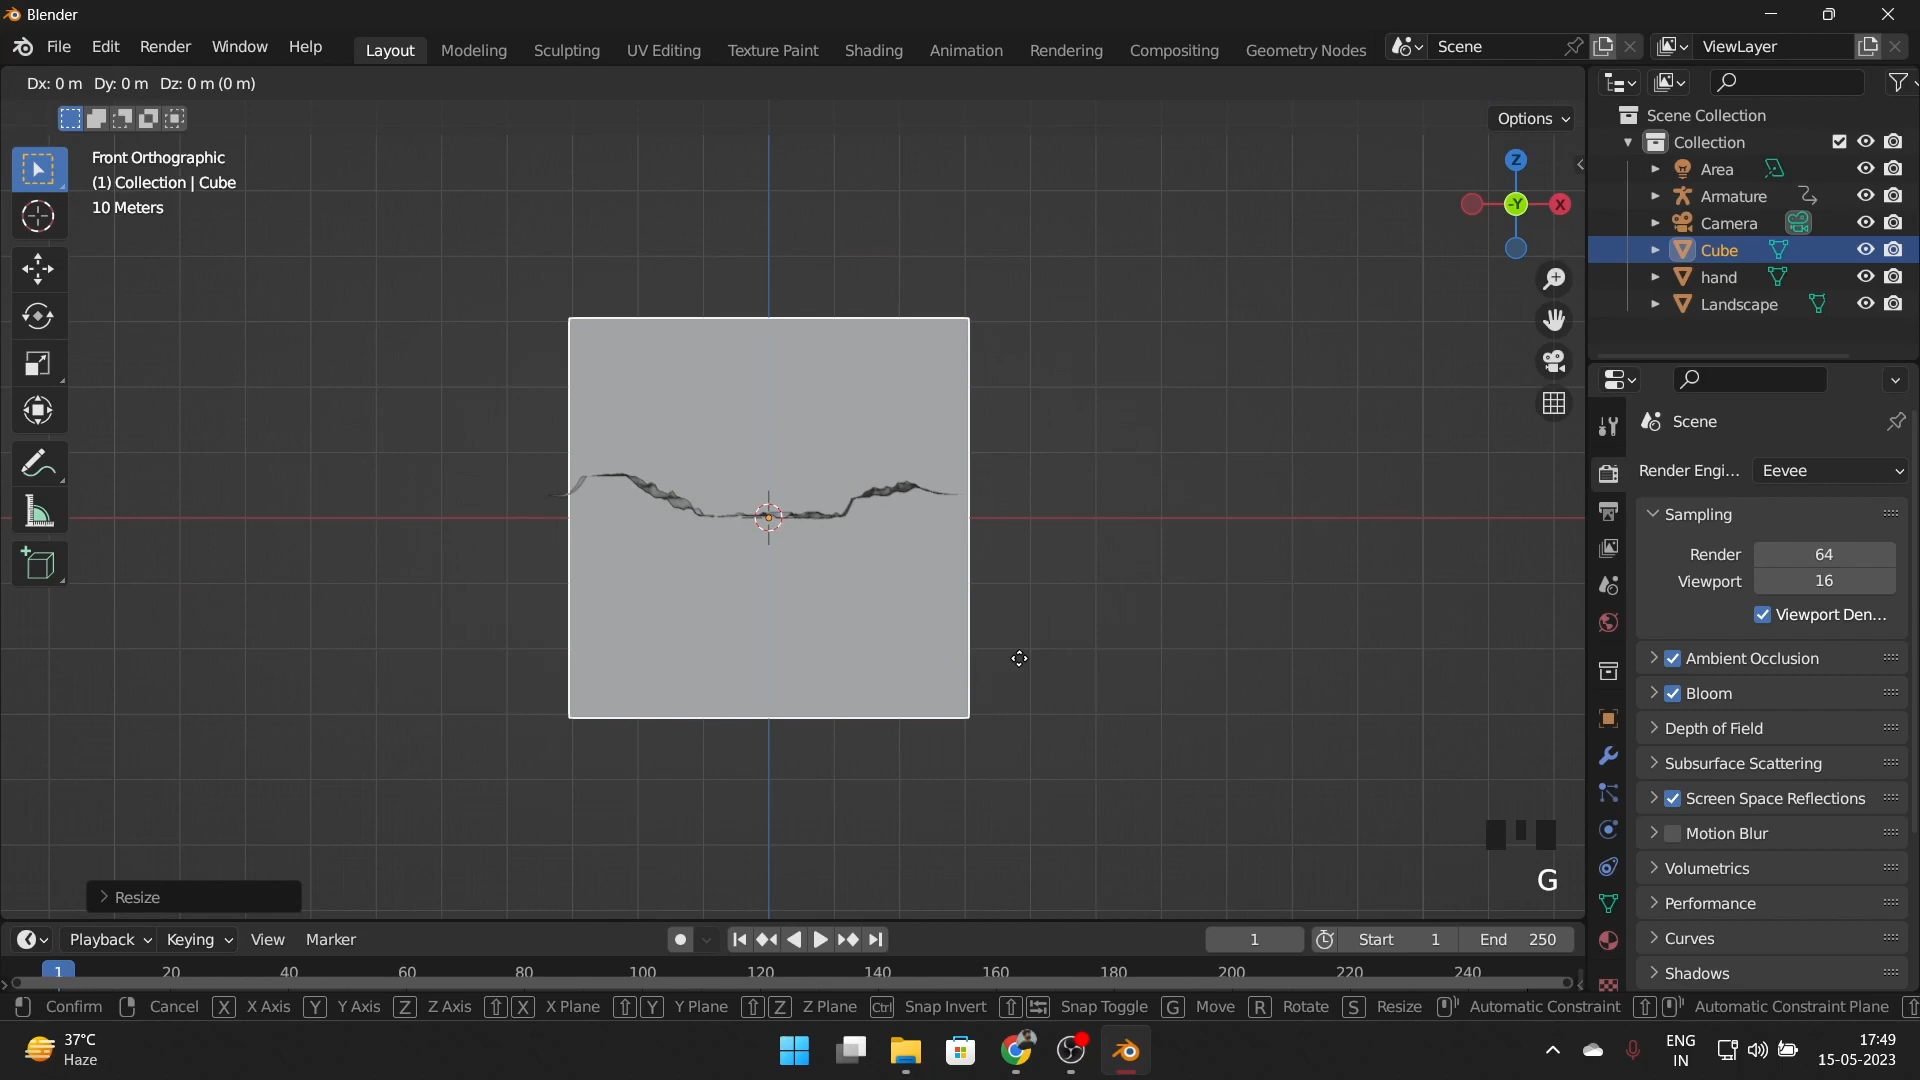 Blender
File Edit Render Window Help Layout Modeling Sculpting UV Editing Texture Paint Shading Animation Rendering Compositing Geometry Nodes Scene ViewLayer
Dx: 0 m Dy: 0 m Dz: 0 m (0 m)
Options
Front Orthographic
(1) Collection | Cube
10 Meters
Z
-Y
X
Scene Collection
Collection
Area
Armature
Camera
Cube
hand
Landscape
Scene
Render Engi... Eevee
Sampling
Render 64
Viewport 16
Viewport Den...
Ambient Occlusion
Bloom
Depth of Field
Subsurface Scattering
Screen Space Reflections
Motion Blur
Volumetrics
Performance
Curves
Shadows
G
Resize
Playback Keying View Marker 1 Start 1 End 250
1 20 40 60 80 100 120 140 160 180 200 220 240
Confirm Cancel X X Axis Y Y Axis Z Z Axis X X Plane Y Y Plane Z Z Plane Ctrl Snap Invert Snap Toggle G Move R Rotate S Resize Automatic Constraint Automatic Constraint Plane
37°C
Haze
ENG
IN
17:49
15-05-2023